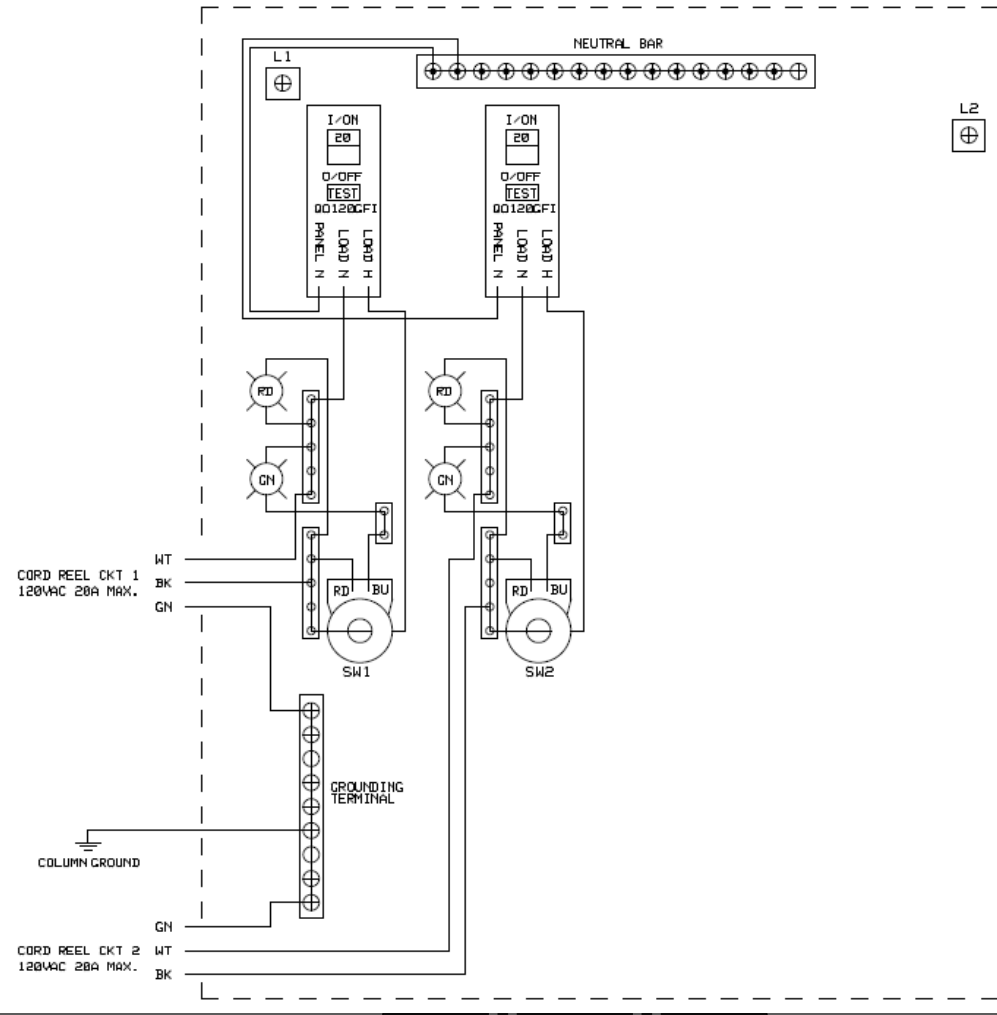 NEUTRAL BAR
L1
L2
I/ON
20
O/OFF
TEST
QO120GFI
PANEL N
LOAD N
LOAD H
I/ON
20
O/OFF
TEST
QO120GFI
PANEL N
LOAD N
LOAD H
RD
RD
GN
GN
WT
CORD REEL CKT 1
120VAC 20A MAX.
BK
GN
RD
BU
SW1
RD
BU
SW2
GROUNDING
TERMINAL
COLUMN GROUND
GN
CORD REEL CKT 2
WT
120VAC 20A MAX.
BK